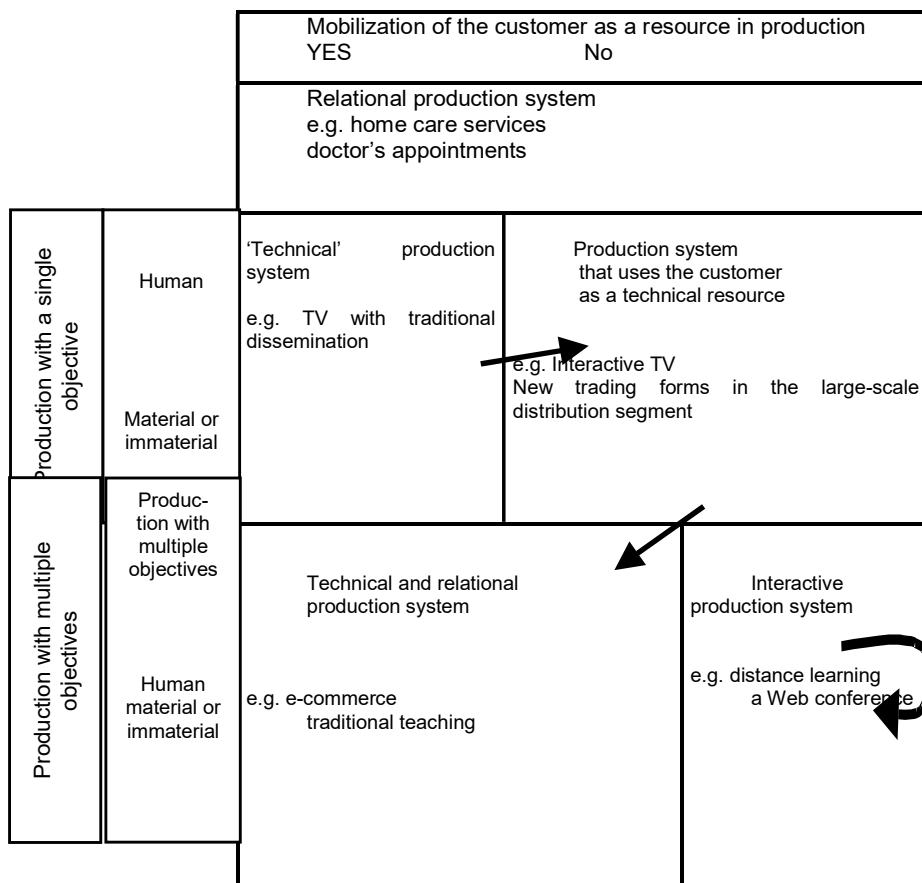 Mobilization of the customer as a resource in production
YES No
Relational production system
e.g. home care services
doctor's appointments
Production with a single
objective
Human
Material or
immaterial
‘Technical’ production
system
e.g. TV with traditional
dissemination
Production system
that uses the customer
as a technical resource
e.g. Interactive TV
New trading forms in the large-scale
distribution segment
Production with multiple
objectives
Produc-
tion with
multiple
objectives
Human
material or
immaterial
Technical and relational
production system
e.g. e-commerce
traditional teaching
Interactive
production system
e.g. distance learning
a Web conference